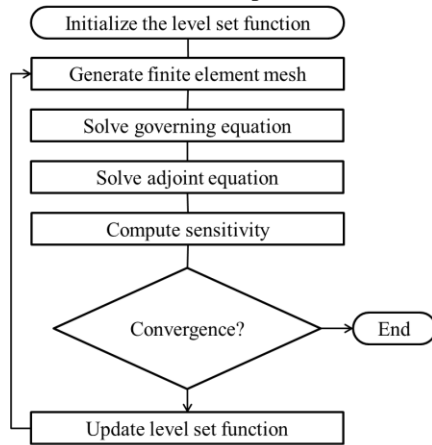 Initialize the level set function
Generate finite element mesh
Solve governing equation
Solve adjoint equation
Compute sensitivity
Convergence?
End
Update level set function